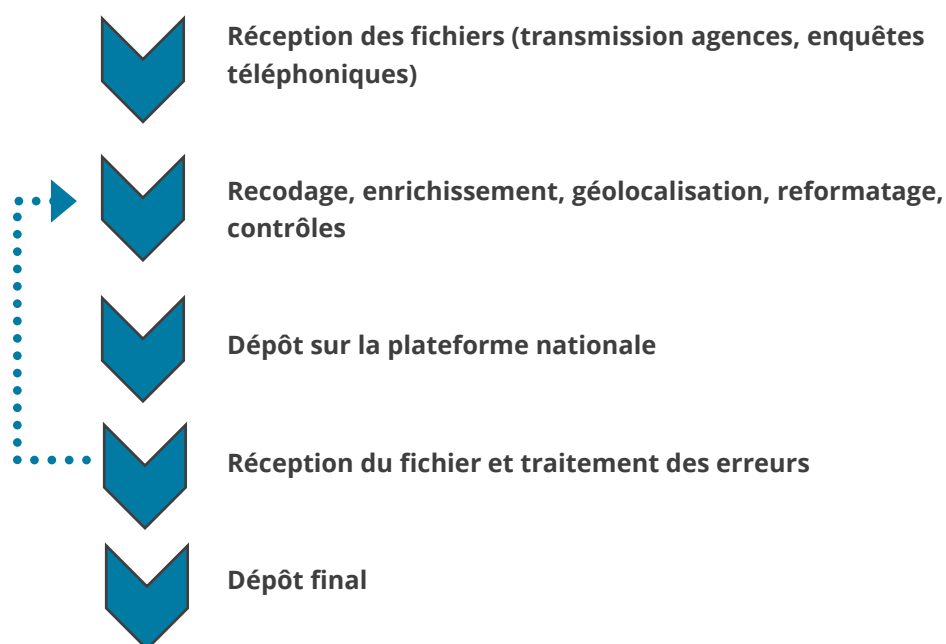 Réception des fichiers (transmission agences, enquêtes
téléphoniques)
Recodage, enrichissement, géolocalisation, reformatage,
contrôles
Dépôt sur la plateforme nationale
Réception du fichier et traitement des erreurs
Dépôt final